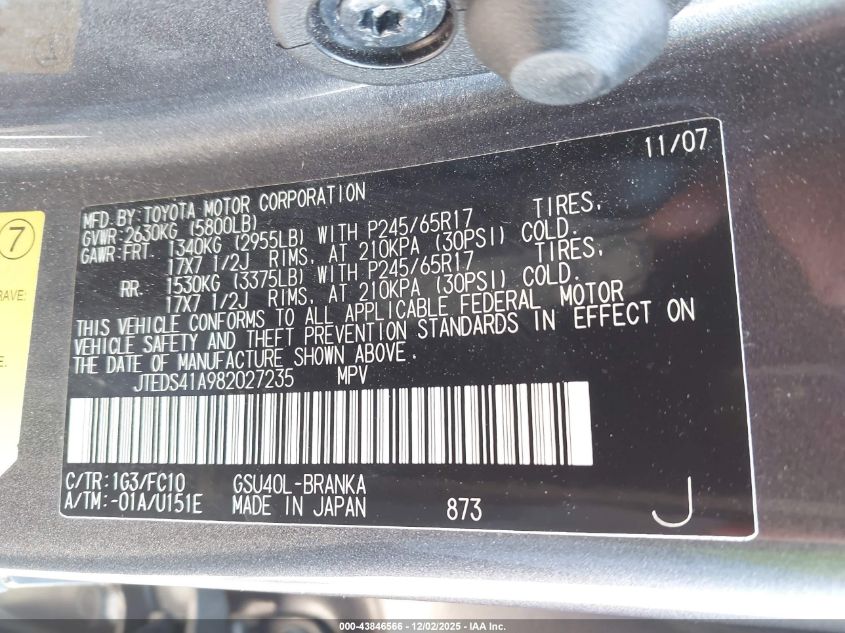 11/07
MFD. BY: TOYOTA MOTOR CORPORATION
GVWR: 2630KG (5800LB)
GAWR: FRT. 1340KG (2955LB) WITH P245/65R17 TIRES,
17X7 1/2J RIMS, AT 210KPA (30PSI) COLD.
RR. 1530KG (3375LB) WITH P245/65R17 TIRES,
17X7 1/2J RIMS, AT 210KPA (30PSI) COLD.
THIS VEHICLE CONFORMS TO ALL APPLICABLE FEDERAL MOTOR
VEHICLE SAFETY AND THEFT PREVENTION STANDARDS IN EFFECT ON
THE DATE OF MANUFACTURE SHOWN ABOVE.
JTEDS41A982027235 MPV
C/TR: 1G3/FC10 GSU40L-BRANKA
A/TM: -01A/U151E MADE IN JAPAN 873 J
7
RAVE:
E.
000-43846566 - 12/02/2025 - IAA Inc.